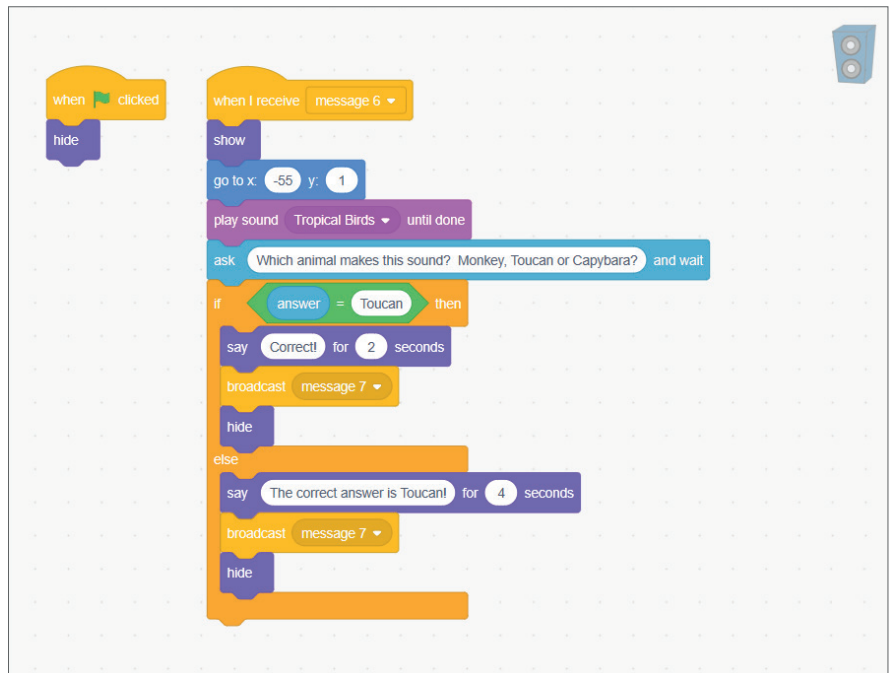 when clicked
hide
when I receive message 6
show
go to x: -55 y: 1
play sound Tropical Birds until done
ask Which animal makes this sound? Monkey, Toucan or Capybara? and wait
if answer = Toucan then
say Correct! for 2 seconds
broadcast message 7
hide
else
say The correct answer is Toucan! for 4 seconds
broadcast message 7
hide